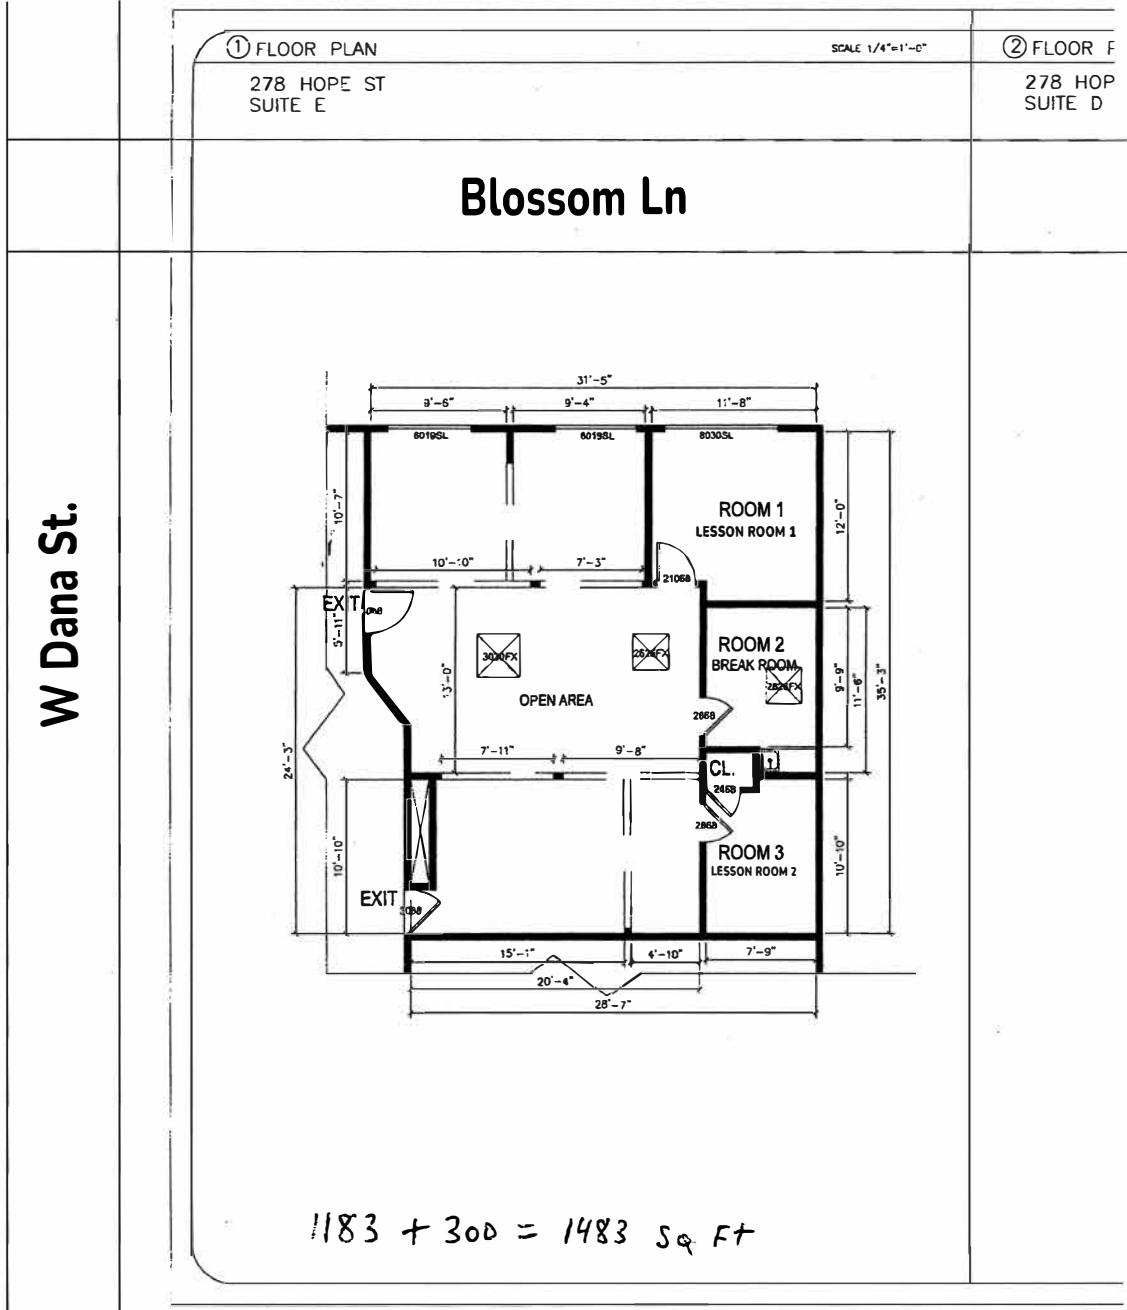 ① FLOOR PLAN
SCALE 1/4"=1'-0"
② FLOOR P
278 HOPE ST
SUITE E
278 HOP
SUITE D
Blossom Ln
W Dana St.
31'-5"
9'-6"
9'-4"
11'-8"
6019SL
6019SL
8030SL
10'-7"
ROOM 1
LESSON ROOM 1
12'-0"
10'-10"
7'-3"
21068
EXIT
5'-11"
3030FX
2626FX
ROOM 2
BREAK ROOM
2626FX
13'-0"
OPEN AREA
9'-9"
11'-6"
35'-3"
2668
24'-3"
7'-11"
9'-8"
CL.
2468
2868
10'-10"
ROOM 3
LESSON ROOM 2
10'-10"
EXIT
15'-1"
4'-10"
7'-9"
20'-4"
28'-7"
1183 + 300 = 1483 SQ FT